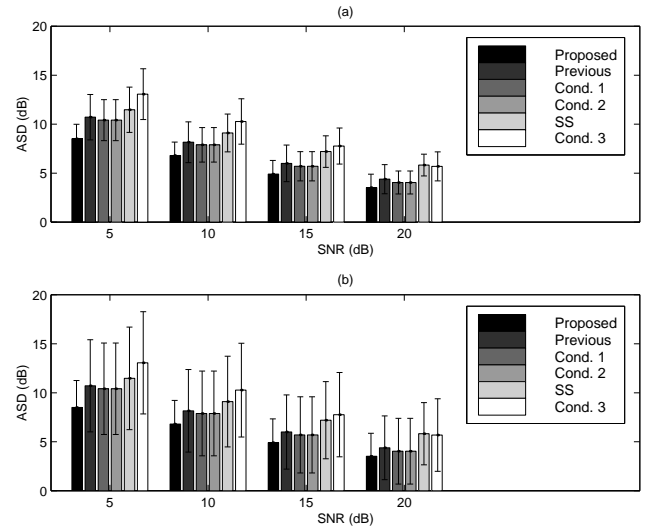 (a)
20
15
10
5
0
ASD (dB)
5 10 15 20
SNR (dB)
Proposed
Previous
Cond. 1
Cond. 2
SS
Cond. 3
(b)
20
15
10
5
0
ASD (dB)
5 10 15 20
SNR (dB)
Proposed
Previous
Cond. 1
Cond. 2
SS
Cond. 3